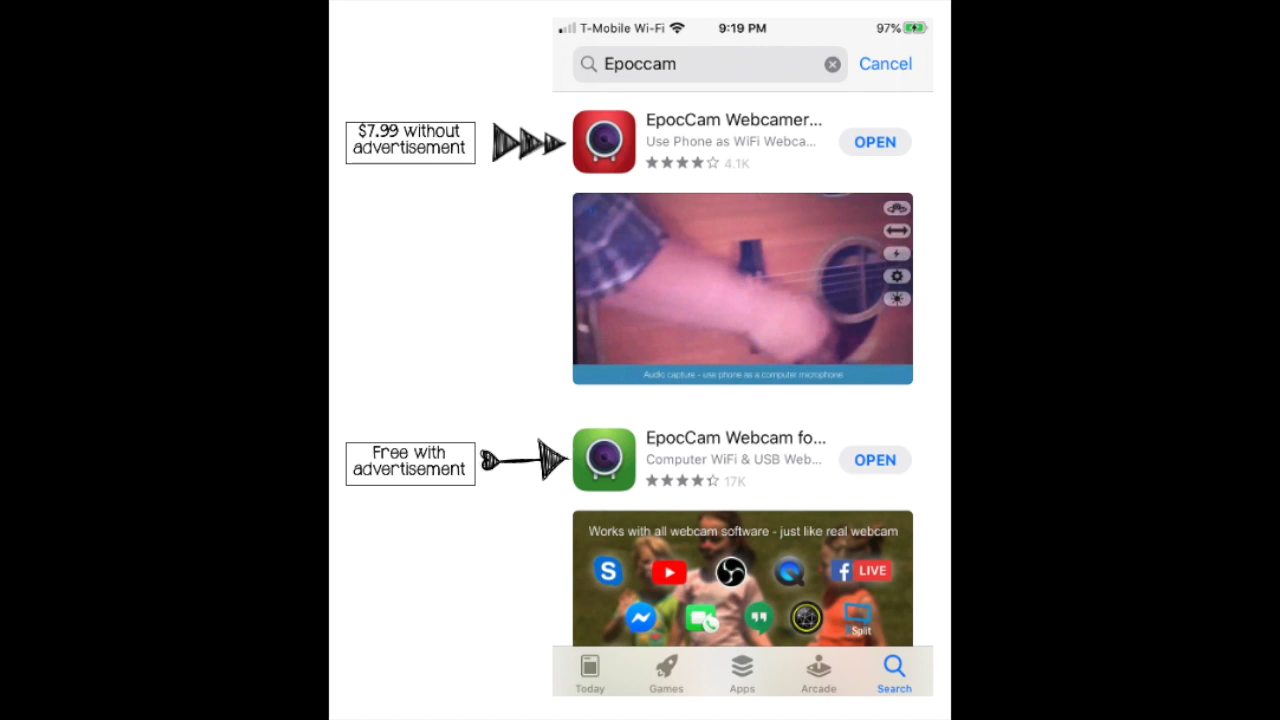 T-Mobile Wi-Fi 9:19 PM 97%
Epoccam Cancel
$7.99 without
advertisement
EpocCam Webcamer...
Use Phone as WiFi Webca...
OPEN
4.1K
Audio capture - use phone as a computer microphone
Free with
advertisement
EpocCam Webcam fo...
Computer WiFi & USB Web...
OPEN
17K
Works with all webcam software - just like real webcam
S
f LIVE
XSplit
Today Games Apps Arcade Search